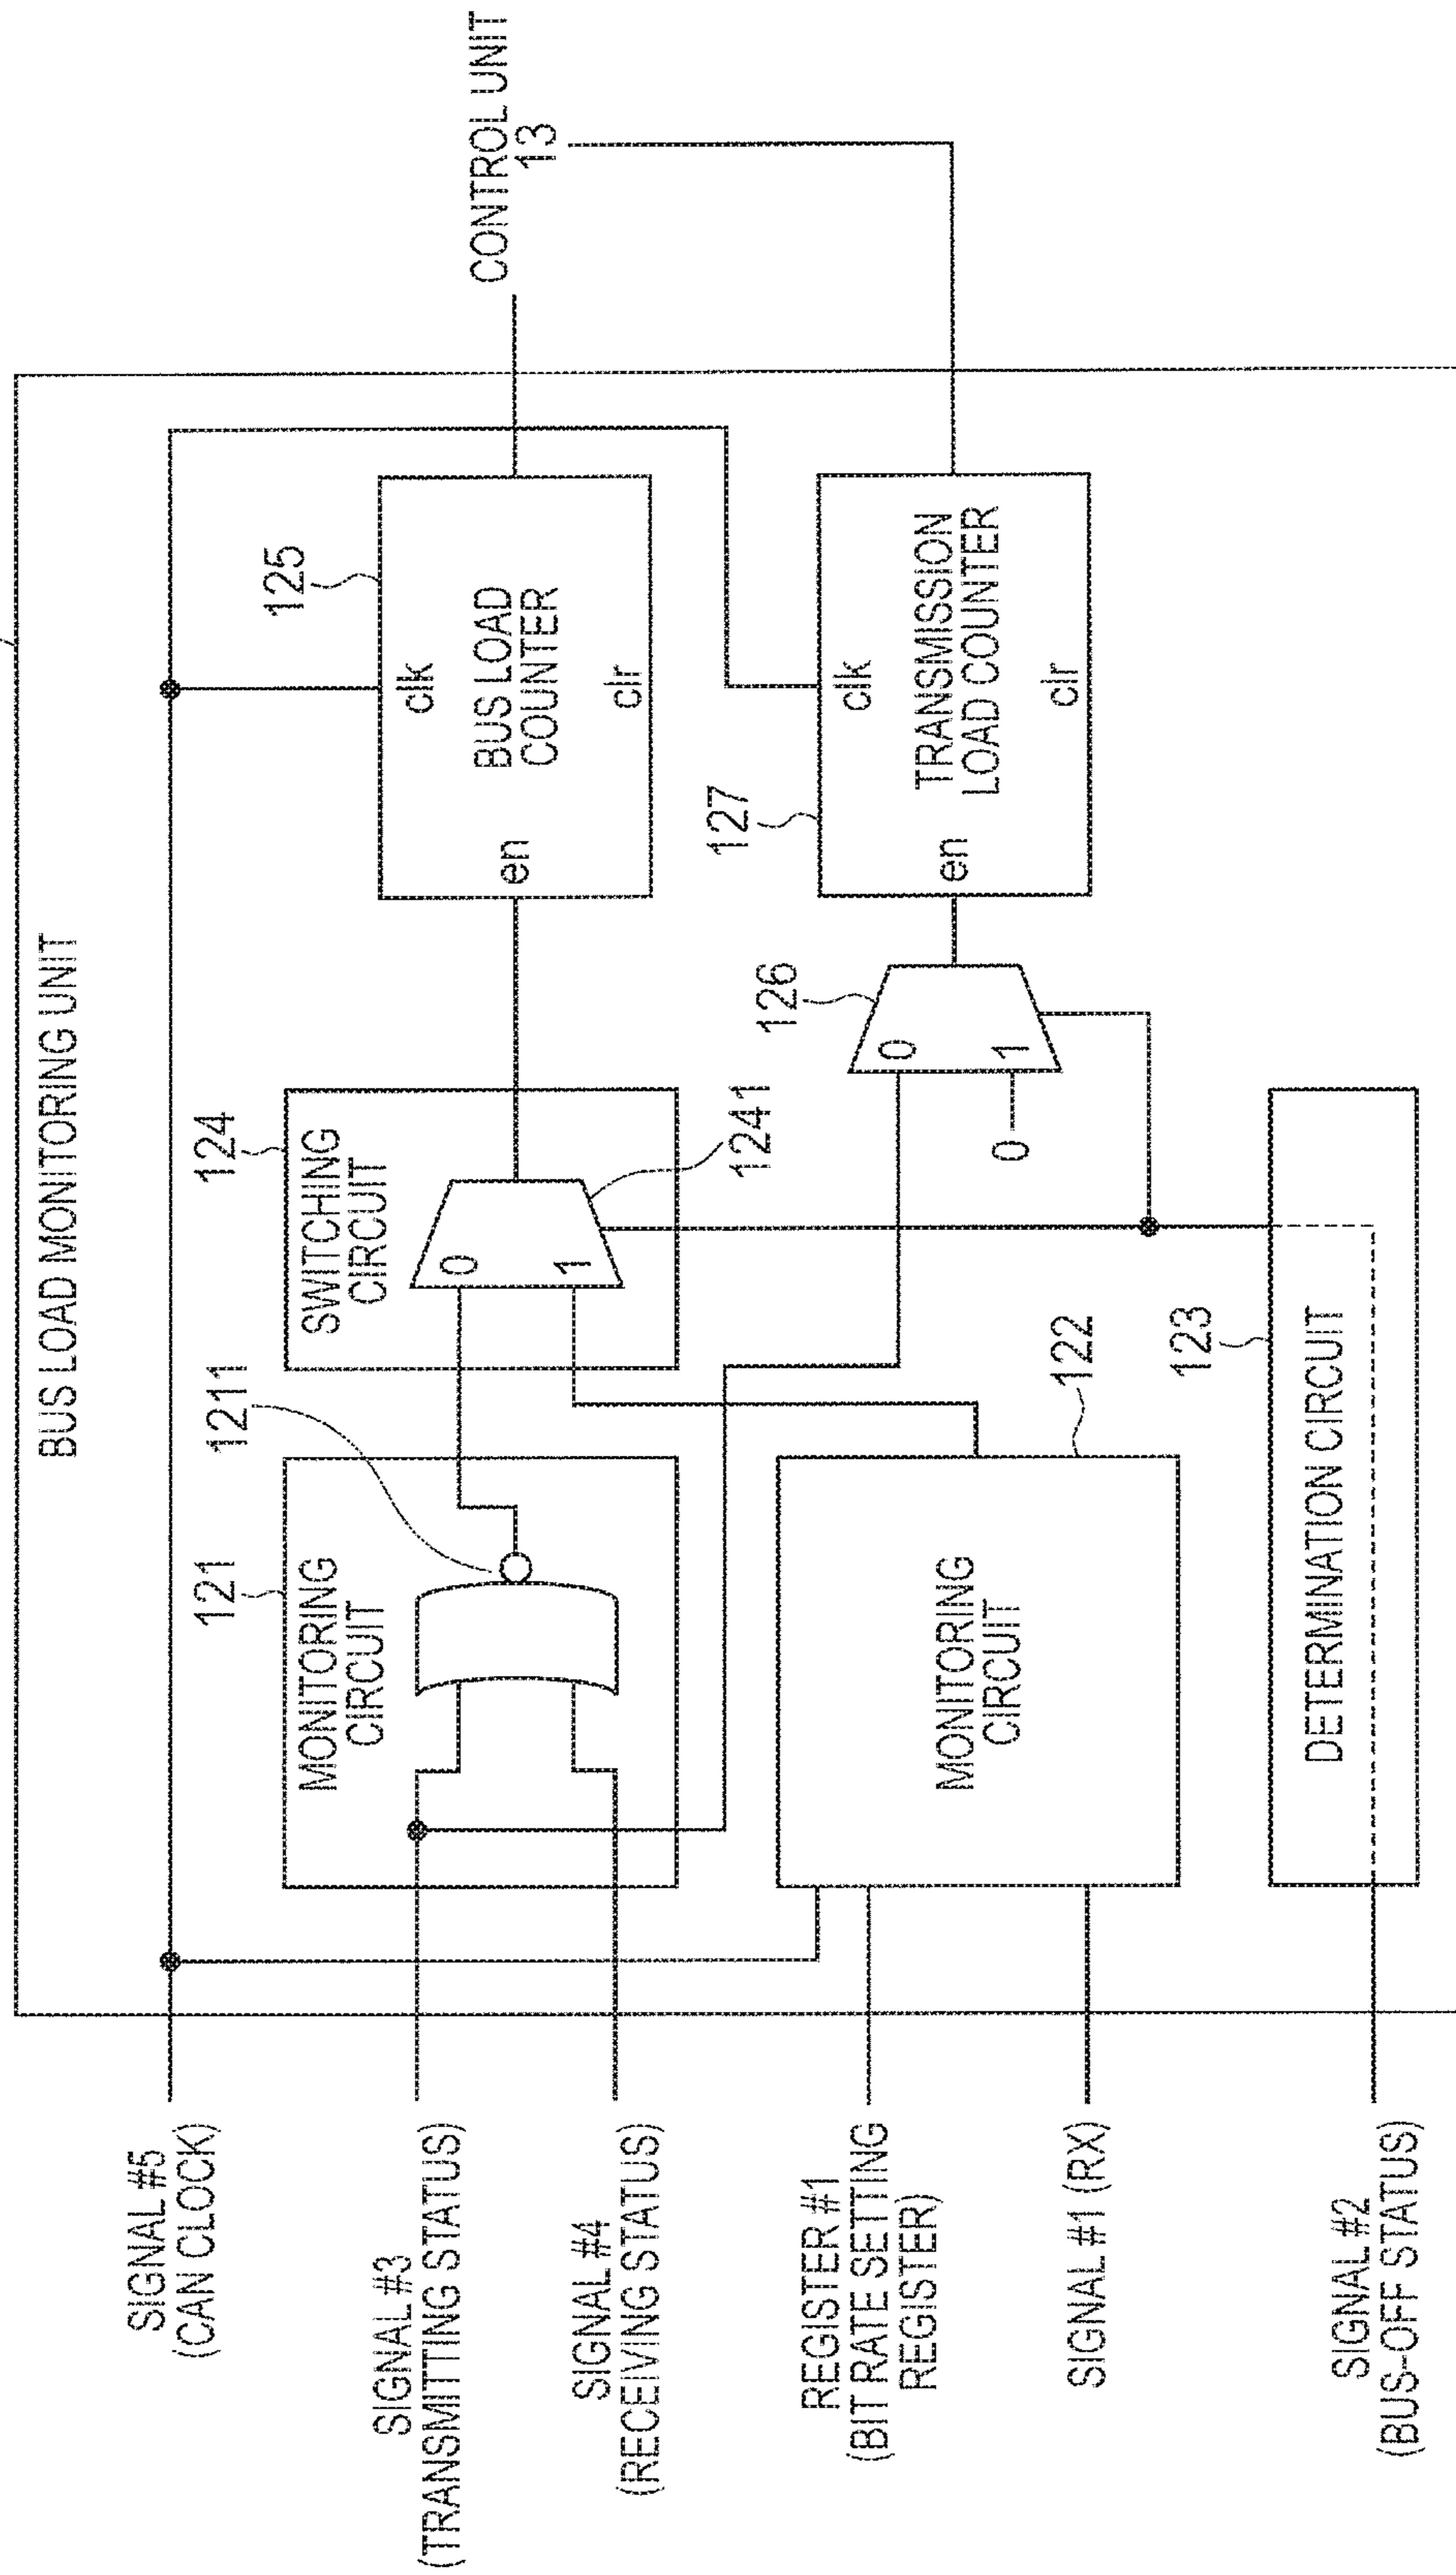 BUS LOAD MONITORING UNIT
SIGNAL #5
(CAN CLOCK)
SIGNAL #3
(TRANSMITTING STATUS)
SIGNAL #4
(RECEIVING STATUS)
REGISTER #1
(BIT RATE SETTING
REGISTER)
SIGNAL #1 (RX)
SIGNAL #2
(BUS-OFF STATUS)
121
MONITORING
CIRCUIT
1211
124
SWITCHING
CIRCUIT
0
1
1241
125
clk
BUS LOAD
COUNTER
en
clr
CONTROL UNIT
13
122
MONITORING
CIRCUIT
126
0
1
0
127
clk
TRANSMISSION
LOAD COUNTER
en
clr
123
DETERMINATION CIRCUIT